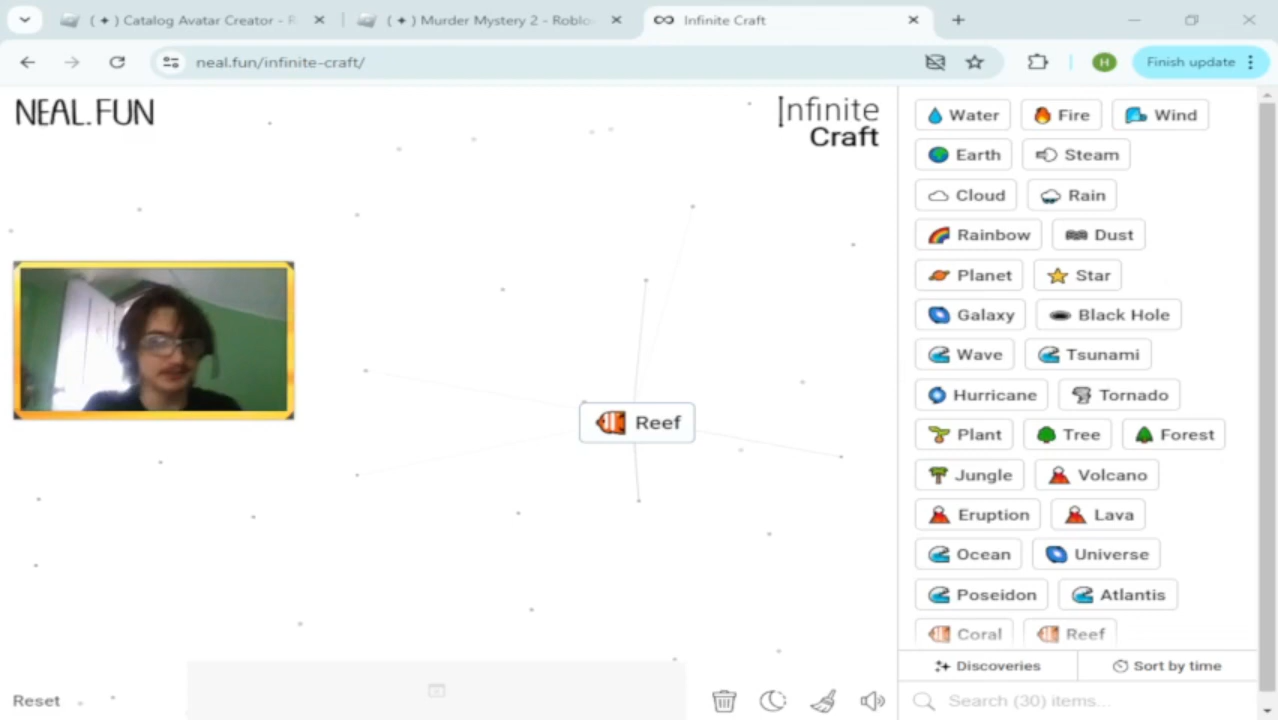 ( ✦ ) Catalog Avatar Creator - R
( ✦ ) Murder Mystery 2 - Roblo
Infinite Craft
neal.fun/infinite-craft/
H
Finish update
NEAL.FUN
Infinite
Craft
Water
Fire
Wind
Earth
Steam
Cloud
Rain
Rainbow
Dust
Planet
Star
Galaxy
Black Hole
Wave
Tsunami
Hurricane
Tornado
Plant
Tree
Forest
Reef
Jungle
Volcano
Eruption
Lava
Ocean
Universe
Poseidon
Atlantis
Coral
Reef
Discoveries
Sort by time
Reset
Search (30) items...